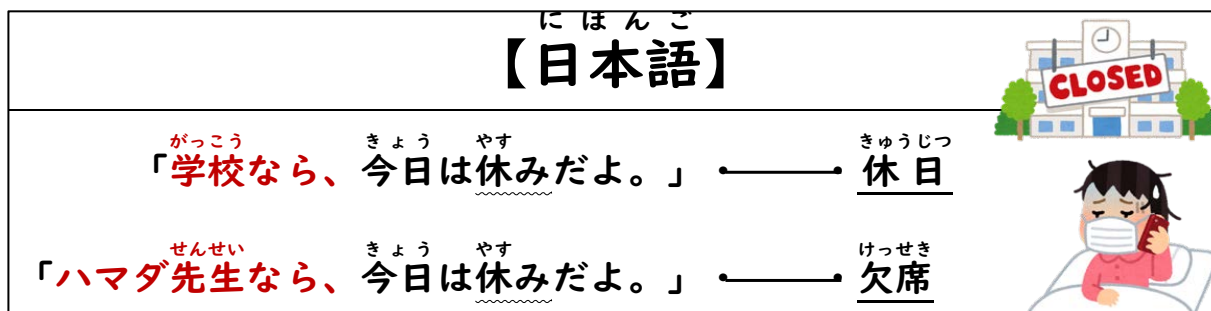 にほんご
【日本語】
CLOSED
がっこう きょう やす きゅうじつ
「学校なら、今日は休みだよ。」 休日
せんせい きょう やす けっせき
「ハマダ先生なら、今日は休みだよ。」 欠席